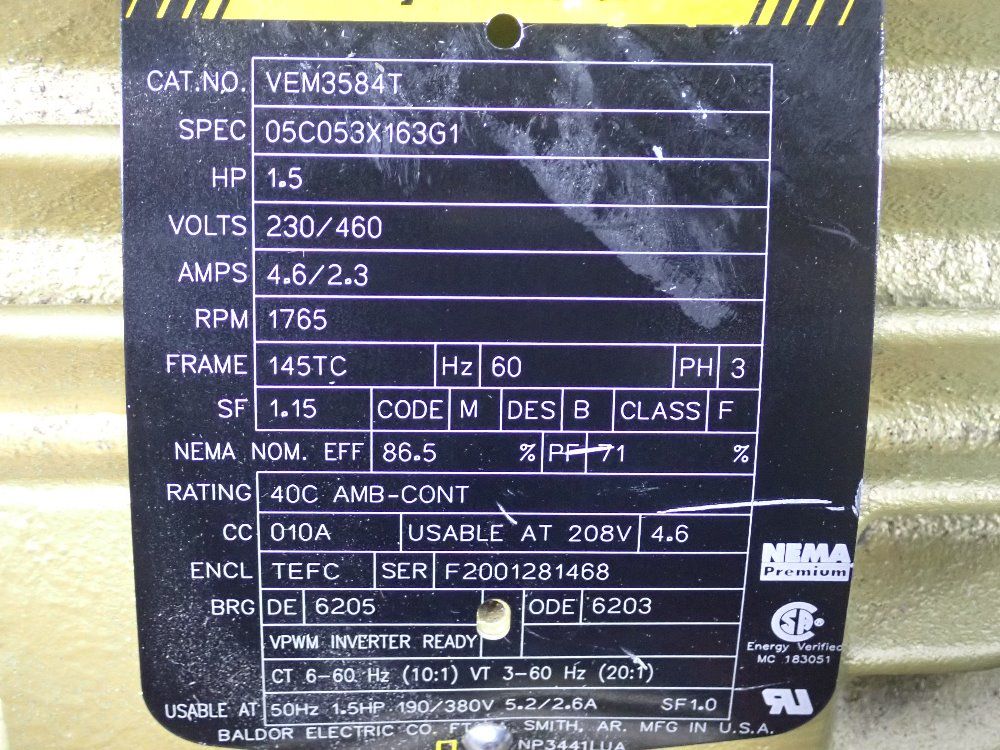 CAT.NO. VEM3584T
SPEC 05C053X163G1
HP 1.5
VOLTS 230/460
AMPS 4.6/2.3
RPM 1765
FRAME 145TC Hz 60 PH 3
SF 1.15 CODE M DES B CLASS F
NEMA NOM. EFF 86.5 % PF 71 %
RATING 40C AMB-CONT
CC 010A USABLE AT 208V 4.6
ENCL TEFC SER F2001281468
BRG DE 6205 ODE 6203
VPWM INVERTER READY
CT 6-60 Hz (10:1) VT 3-60 Hz (20:1)
USABLE AT 50Hz 1.5HP 190/380V 5.2/2.6A SF1.0
BALDOR ELECTRIC CO. FT. SMITH, AR. MFG IN U.S.A.
NP3441LUA
NEMA
Premium
SA ®
Energy Verified
MC 183051
RU